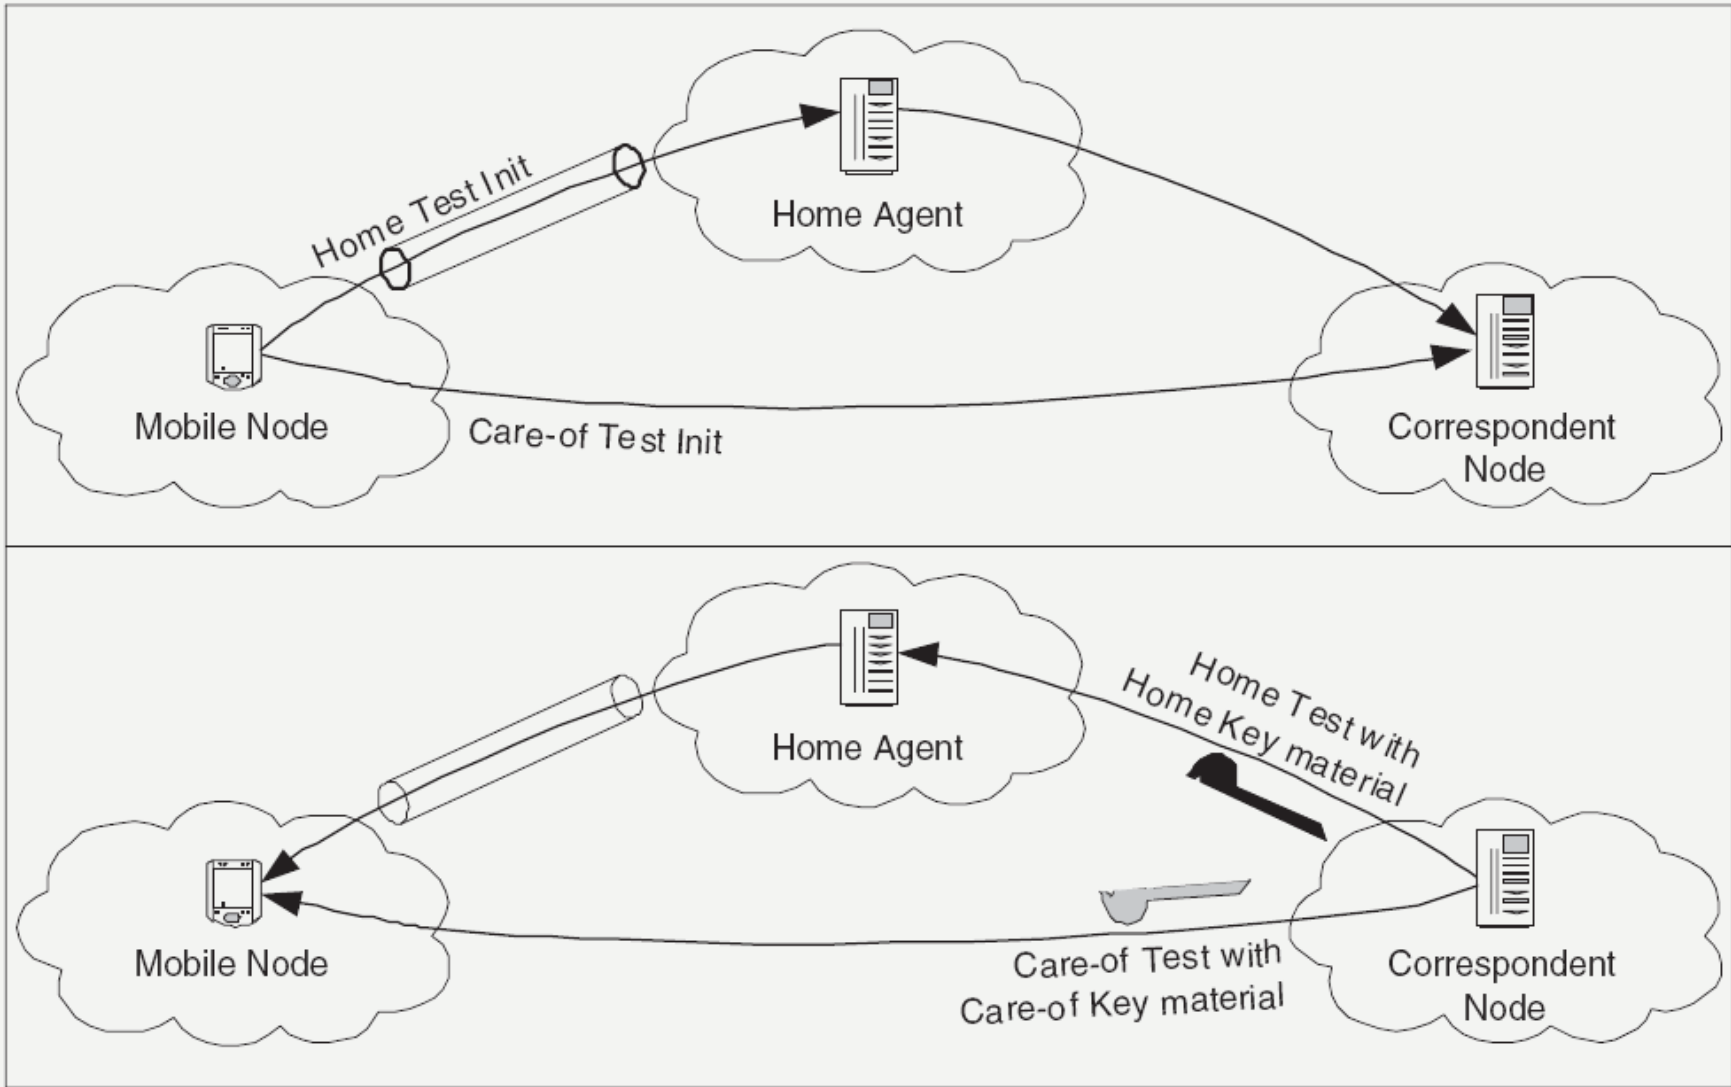 Home Test Init
Home Agent
Mobile Node
Care-of Test Init
Correspondent
Node
Home Agent
Home Test with
Home Key material
Mobile Node
Care-of Test with
Care-of Key material
Correspondent
Node